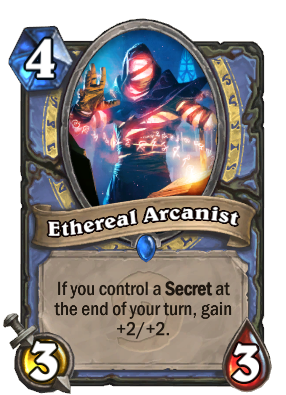 4
Ethereal Arcanist
If you control a Secret at
the end of your turn, gain
+2/+2.
3
3